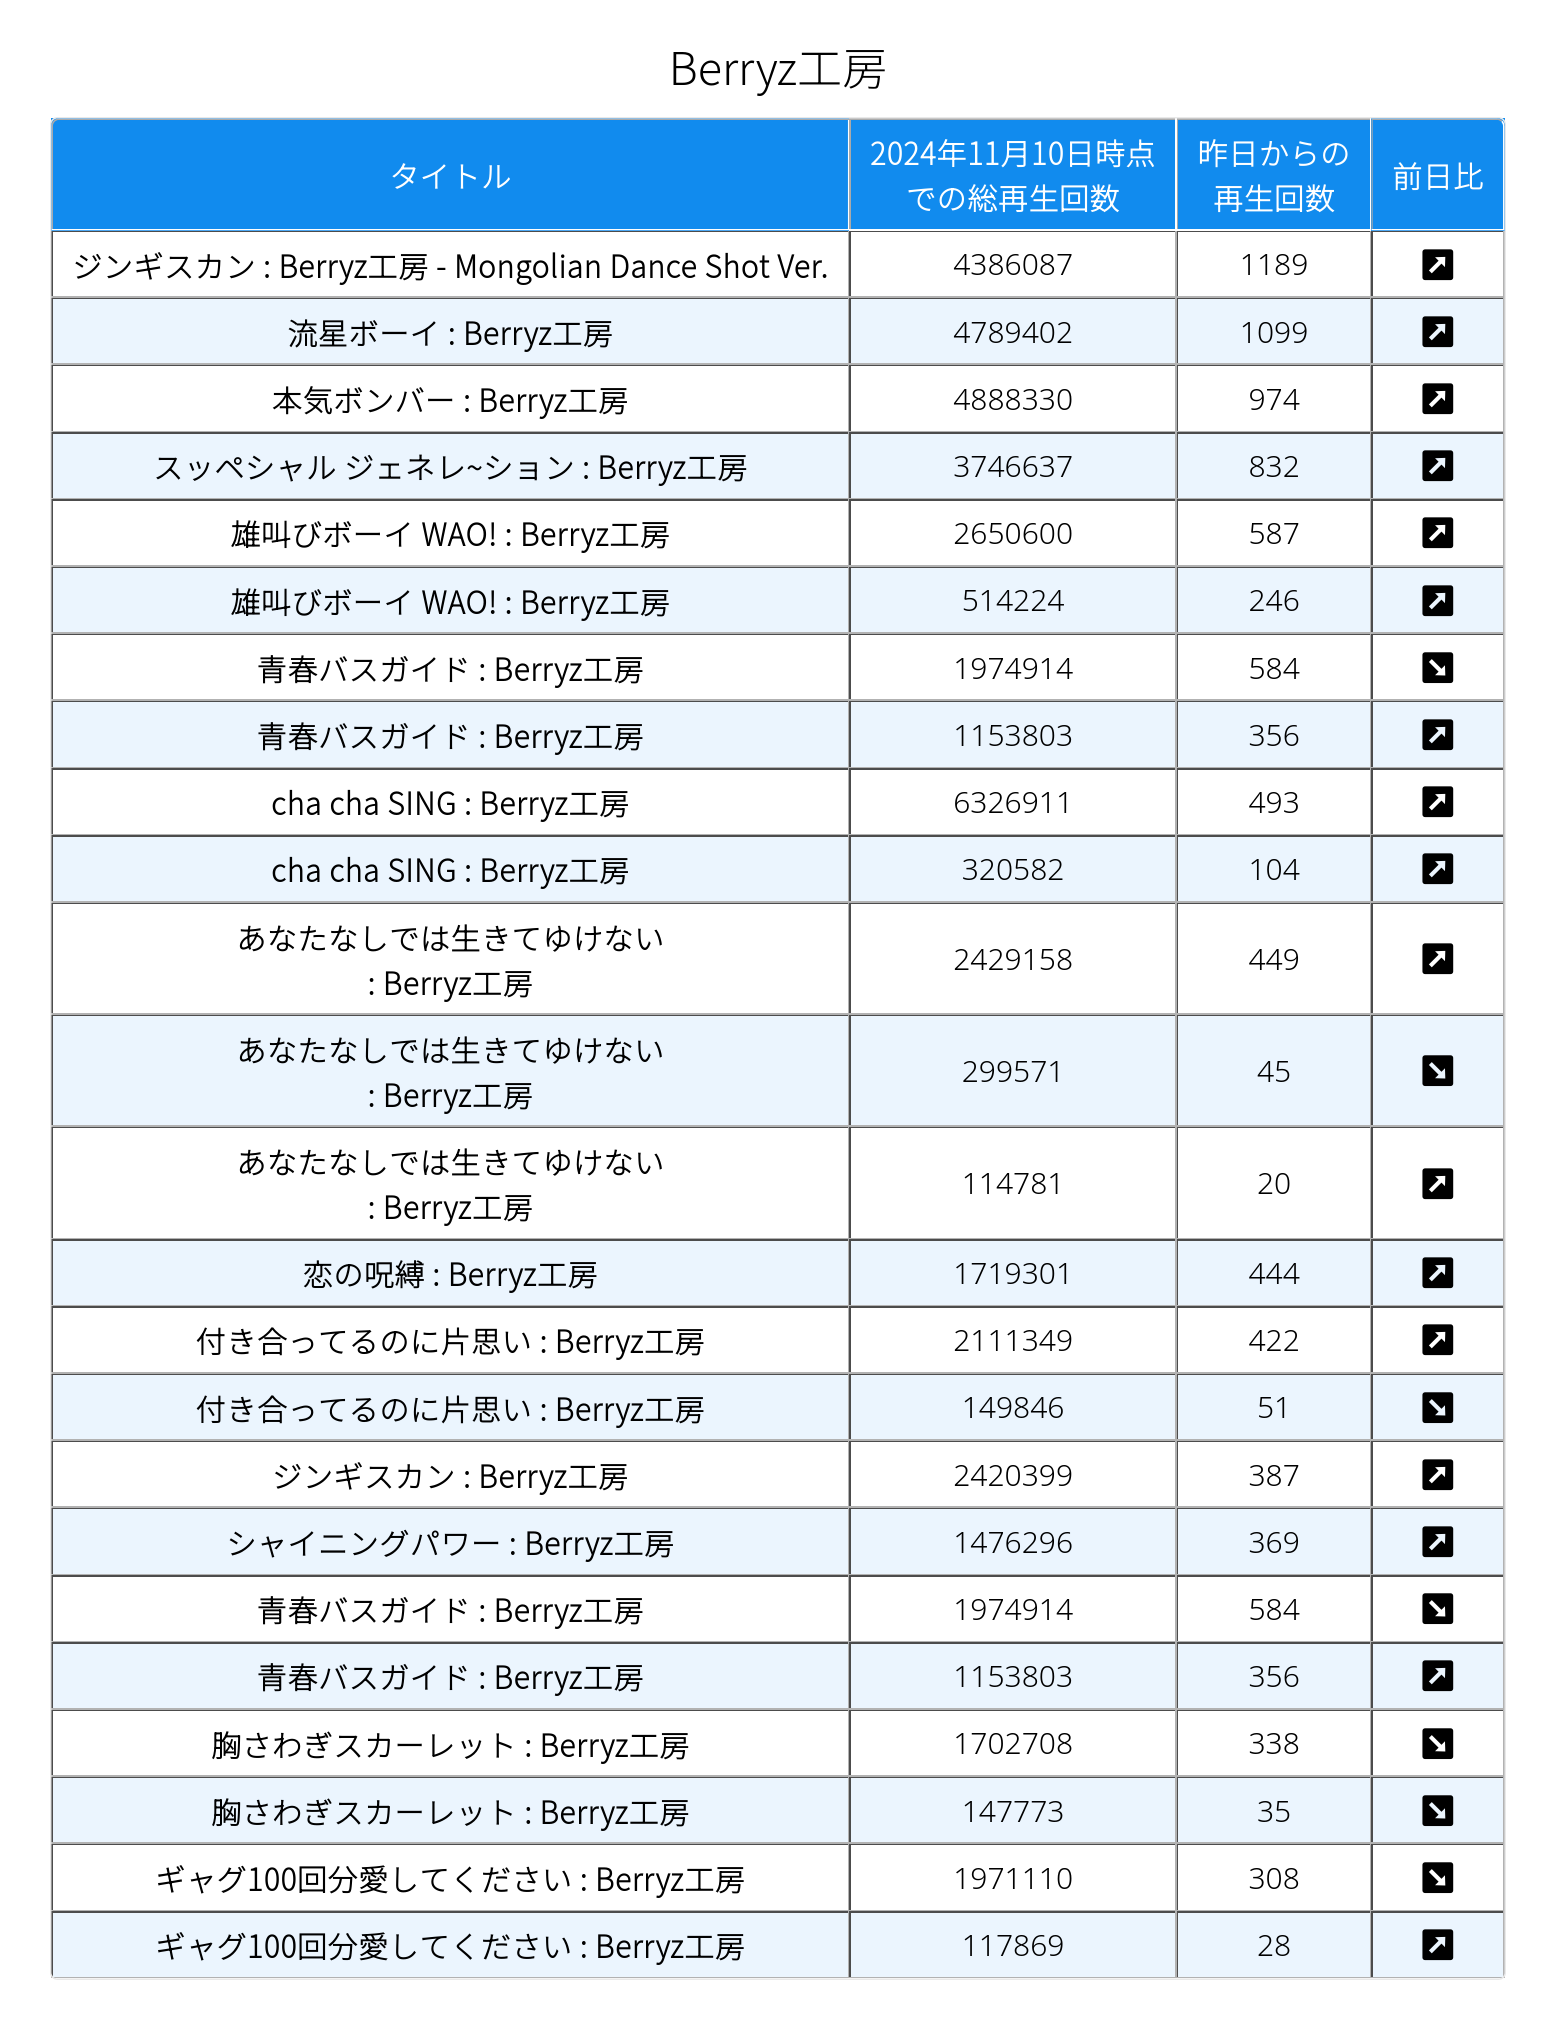 Berryz工房
タイトル 2024年11月10日時点 昨日からの 前日比
での総再生回数 再生回数
ジンギスカン : Berryz工房 - Mongolian Dance Shot Ver. 4386087 1189
流星ボーイ : Berryz工房 4789402 1099
本気ボンバー : Berryz工房 4888330 974
スッペシャル ジェネレ~ション : Berryz工房 3746637 832
雄叫びボーイ WAO! : Berryz工房 2650600 587
雄叫びボーイ WAO! : Berryz工房 514224 246
青春バスガイド : Berryz工房 1974914 584
青春バスガイド : Berryz工房 1153803 356
cha cha SING : Berryz工房 6326911 493
cha cha SING : Berryz工房 320582 104
あなたなしでは生きてゆけない
: Berryz工房 2429158 449
あなたなしでは生きてゆけない
: Berryz工房 299571 45
あなたなしでは生きてゆけない
: Berryz工房 114781 20
恋の呪縛 : Berryz工房 1719301 444
付き合ってるのに片思い : Berryz工房 2111349 422
付き合ってるのに片思い : Berryz工房 149846 51
ジンギスカン : Berryz工房 2420399 387
シャイニングパワー : Berryz工房 1476296 369
青春バスガイド : Berryz工房 1974914 584
青春バスガイド : Berryz工房 1153803 356
胸さわぎスカーレット : Berryz工房 1702708 338
胸さわぎスカーレット : Berryz工房 147773 35
ギャグ100回分愛してください : Berryz工房 1971110 308
ギャグ100回分愛してください : Berryz工房 117869 28